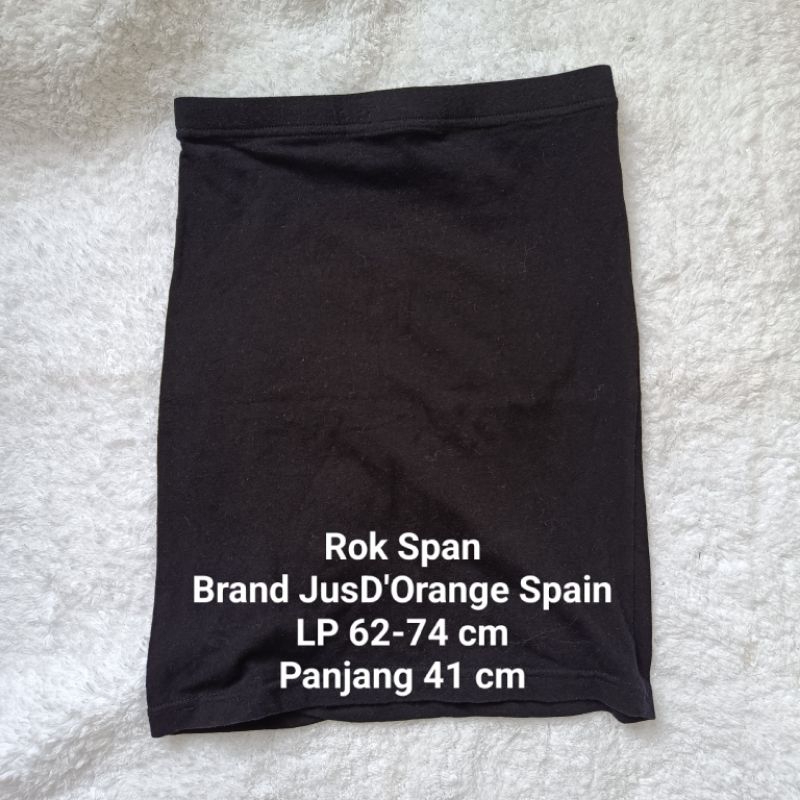 Rok Span
Brand JusD'Orange Spain
LP 62-74 cm
Panjang 41 cm